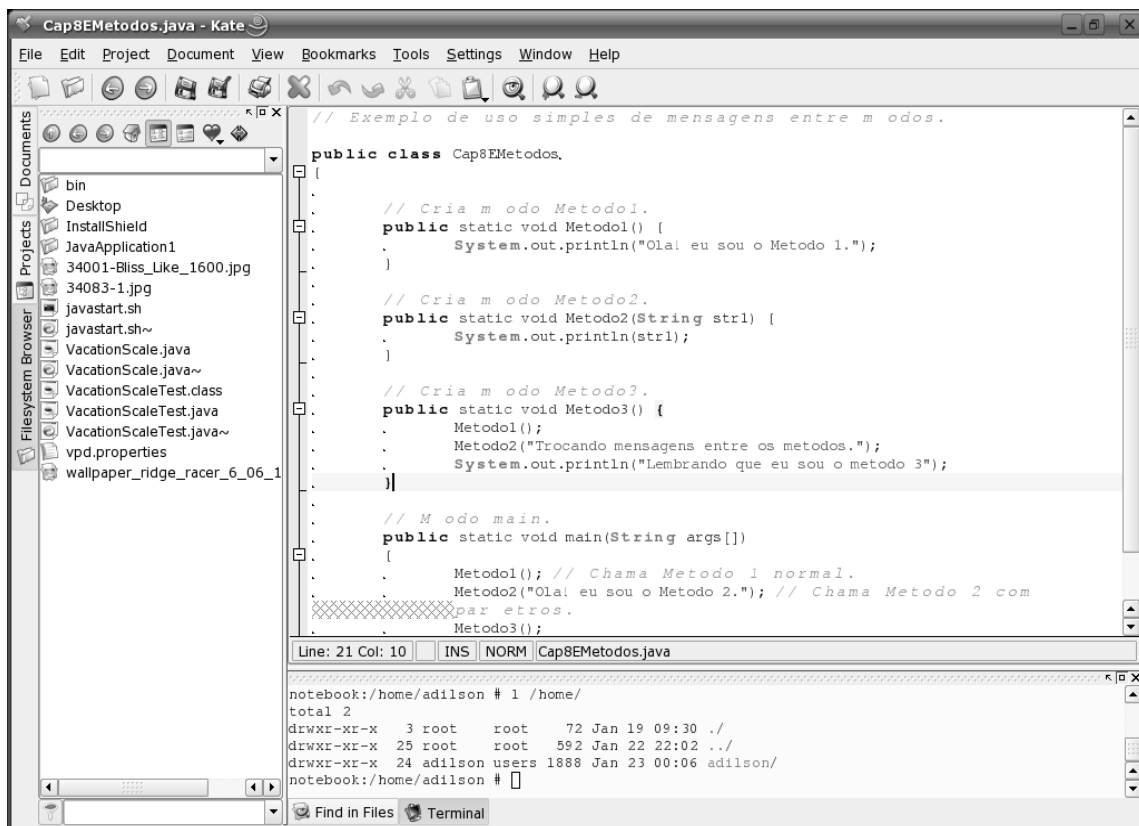 Cap8EMetodos.java - Kate
File Edit Project Document View Bookmarks Tools Settings Window Help
Documents
Projects
Filesystem Browser
bin
Desktop
InstallShield
JavaApplication1
34001-Bliss_Like_1600.jpg
34083-1.jpg
javastart.sh
javastart.sh~
VacationScale.java
VacationScale.java~
VacationScaleTest.class
VacationScaleTest.java
VacationScaleTest.java~
vpd.properties
wallpaper_ridge_racer_6_06_1
// Exemplo de uso simples de mensagens entre m odos.
public class Cap8EMetodos
{
// Cria m odo Metodo1.
public static void Metodo1() {
System.out.println("Ola! eu sou o Metodo 1.");
}
// Cria m odo Metodo2.
public static void Metodo2(String str1) {
System.out.println(str1);
}
// Cria m odo Metodo3.
public static void Metodo3() {
Metodo1();
Metodo2("Trocando mensagens entre os metodos.");
System.out.println("Lembrando que eu sou o metodo 3");
}
// M odo main.
public static void main(String args[])
{
Metodo1(); // Chama Metodo 1 normal.
Metodo2("Ola! eu sou o Metodo 2."); // Chama Metodo 2 com
par etros.
Metodo3();
Line: 21 Col: 10 INS NORM Cap8EMetodos.java
notebook:/home/adilson # l /home/
total 2
drwxr-xr-x 3 root root 72 Jan 19 09:30 ./
drwxr-xr-x 25 root root 592 Jan 22 22:02 ../
drwxr-xr-x 24 adilson users 1888 Jan 23 00:06 adilson/
notebook:/home/adilson #
Find in Files Terminal